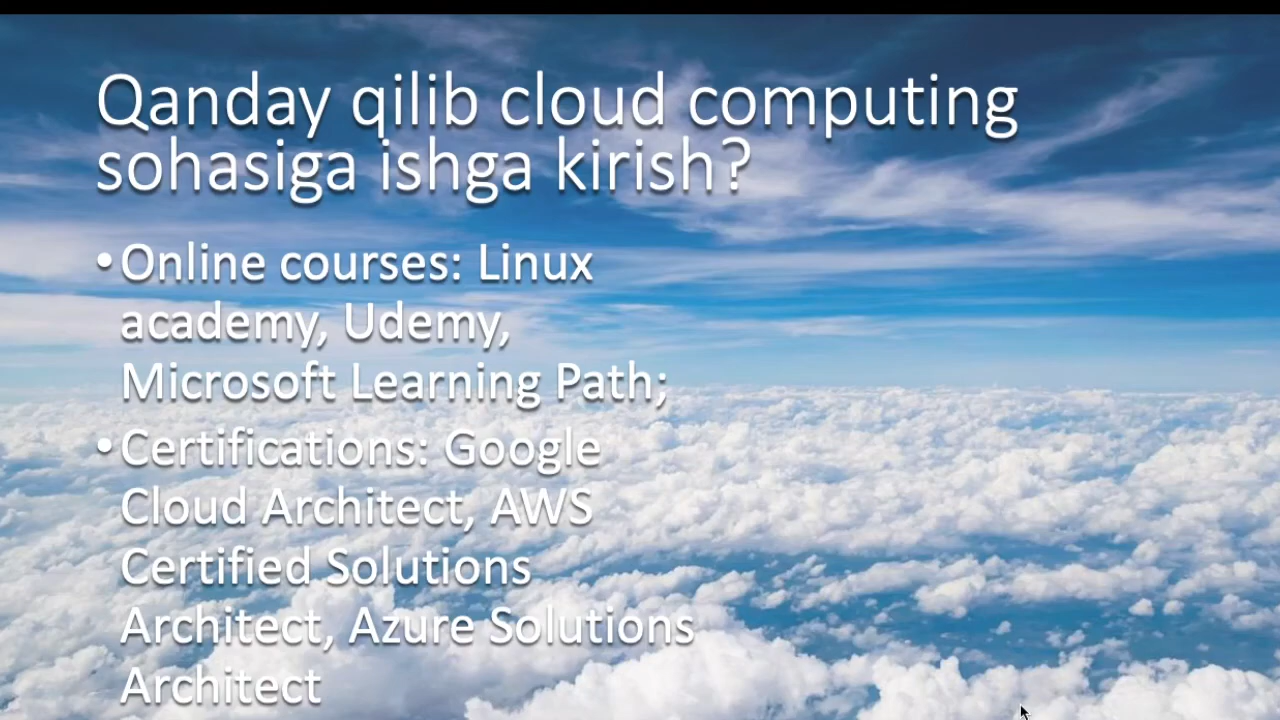 Qanday qilib cloud computing
sohasiga ishga kirish?
• Online courses: Linux
academy, Udemy,
Microsoft Learning Path;
• Certifications: Google
Cloud Architect, AWS
Certified Solutions
Architect, Azure Solutions
Architect